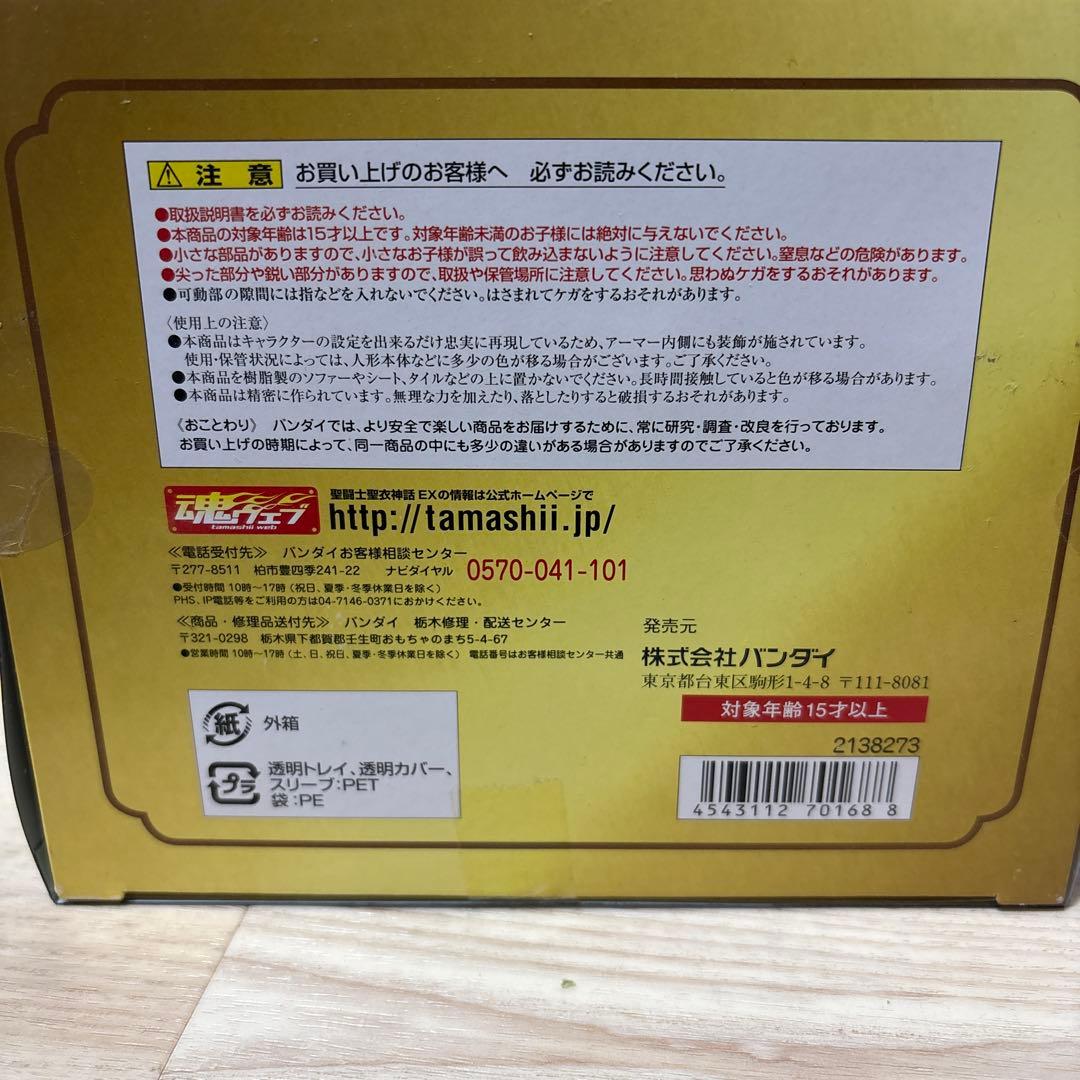 注意 お買い上げのお客様へ 必ずお読みください。
●取扱説明書を必ずお読みください。
●本商品の対象年齢は15才以上です。対象年齢未満のお子様には絶対に与えないでください。
●小さな部品がありますので、小さなお子様が誤って飲み込まないように注意してください。窒息などの危険があります。
●尖った部分や鋭い部分がありますので、取扱や保管場所に注意してください。思わぬケガをするおそれがあります。
●可動部の隙間には指などを入れないでください。はさまれてケガをするおそれがあります。
〈使用上の注意〉
●本商品はキャラクターの設定を出来るだけ忠実に再現しているため、アーマー内側にも装飾が施されています。
使用・保管状況によっては、人形本体などに多少の色が移る場合がございます。ご了承ください。
●本商品を樹脂製のソファーやシート、タイルなどの上に置かないでください。長時間接触していると色が移る場合があります。
●本商品は精密に作られています。無理な力を加えたり、落としたりすると破損するおそれがあります。
《おことわり》 バンダイでは、より安全で楽しい商品をお届けするために、常に研究・調査・改良を行っております。
お買い上げの時期によって、同一商品の中にも多少の違いがある場合がありますのでご了承ください。
魂ウェブ
tamashii web
聖闘士聖衣神話 EXの情報は公式ホームページで
http://tamashii.jp/
≪電話受付先≫ バンダイお客様相談センター
〒277-8511 柏市豊四季241-22 ナビダイヤル 0570-041-101
●受付時間 10時〜17時(祝日、夏季・冬季休業日を除く)
PHS、IP電話等をご利用の方は04-7146-0371におかけください。
≪商品・修理品送付先≫ バンダイ 栃木修理・配送センター
〒321-0298 栃木県下都賀郡壬生町おもちゃのまち5-4-67
●営業時間 10時〜17時(土、日、祝日、夏季・冬季休業日を除く) 電話番号はお客様相談センター共通
発売元
株式会社バンダイ
東京都台東区駒形1-4-8 〒111-8081
対象年齢15才以上
2138273
4543112 70168 8
紙 外箱
プラ 透明トレイ、透明カバー、
スリーブ:PET
袋:PE